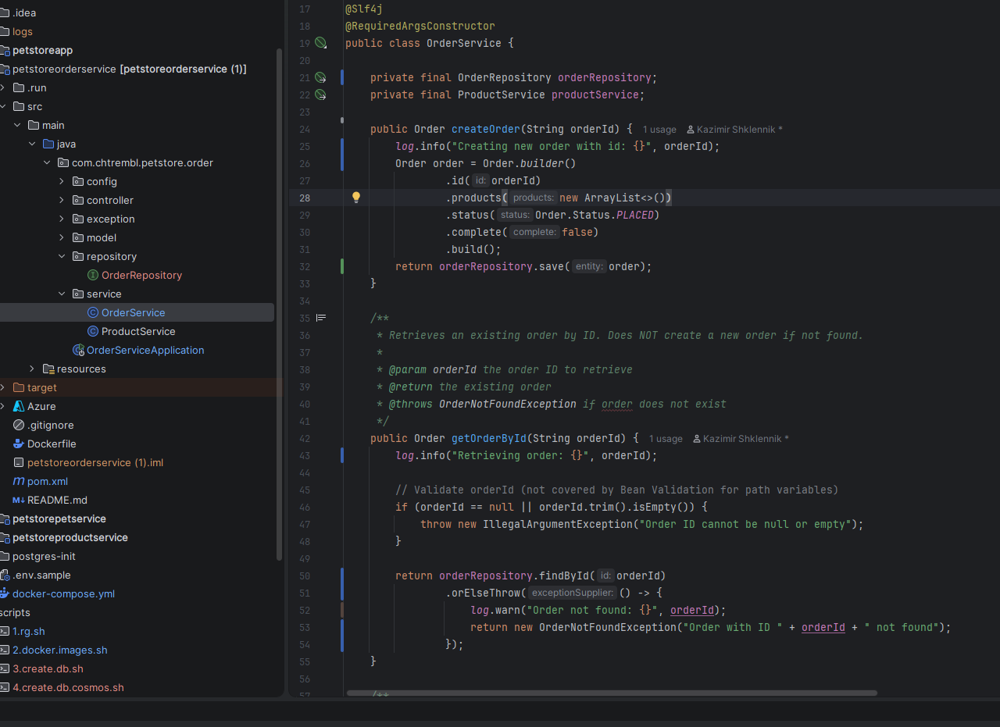 .idea
logs
petstoreapp
petstoreorderservice [petstoreorderservice (1)]
.run
src
main
java
com.chtrembl.petstore.order
config
controller
exception
model
repository
OrderRepository
service
OrderService
ProductService
OrderServiceApplication
resources
target
Azure
.gitignore
Dockerfile
petstoreorderservice (1).iml
pom.xml
README.md
petstorepetservice
petstoreproductservice
postgres-init
.env.sample
docker-compose.yml
scripts
1.rg.sh
2.docker.images.sh
3.create.db.sh
4.create.db.cosmos.sh
17 @Slf4j
18 @RequiredArgsConstructor
19 public class OrderService {
20
21 private final OrderRepository orderRepository;
22 private final ProductService productService;
23
24 public Order createOrder(String orderId) { 1 usage Kazimir Shklennik *
25 log.info("Creating new order with id: {}", orderId);
26 Order order = Order.builder()
27 .id( id: orderId)
28 .products( products: new ArrayList<>())
29 .status( status: Order.Status.PLACED)
30 .complete( complete: false)
31 .build();
32 return orderRepository.save( entity: order);
33 }
34
35 /**
36 * Retrieves an existing order by ID. Does NOT create a new order if not found.
37 *
38 * @param orderId the order ID to retrieve
39 * @return the existing order
40 * @throws OrderNotFoundException if order does not exist
41 */
42 public Order getOrderById(String orderId) { 1 usage Kazimir Shklennik *
43 log.info("Retrieving order: {}", orderId);
44
45 // Validate orderId (not covered by Bean Validation for path variables)
46 if (orderId == null || orderId.trim().isEmpty()) {
47 throw new IllegalArgumentException("Order ID cannot be null or empty");
48 }
49
50 return orderRepository.findById( id: orderId)
51 .orElseThrow( exceptionSupplier: () -> {
52 log.warn("Order not found: {}", orderId);
53 return new OrderNotFoundException("Order with ID " + orderId + " not found");
54 });
55 }
56
57 /**